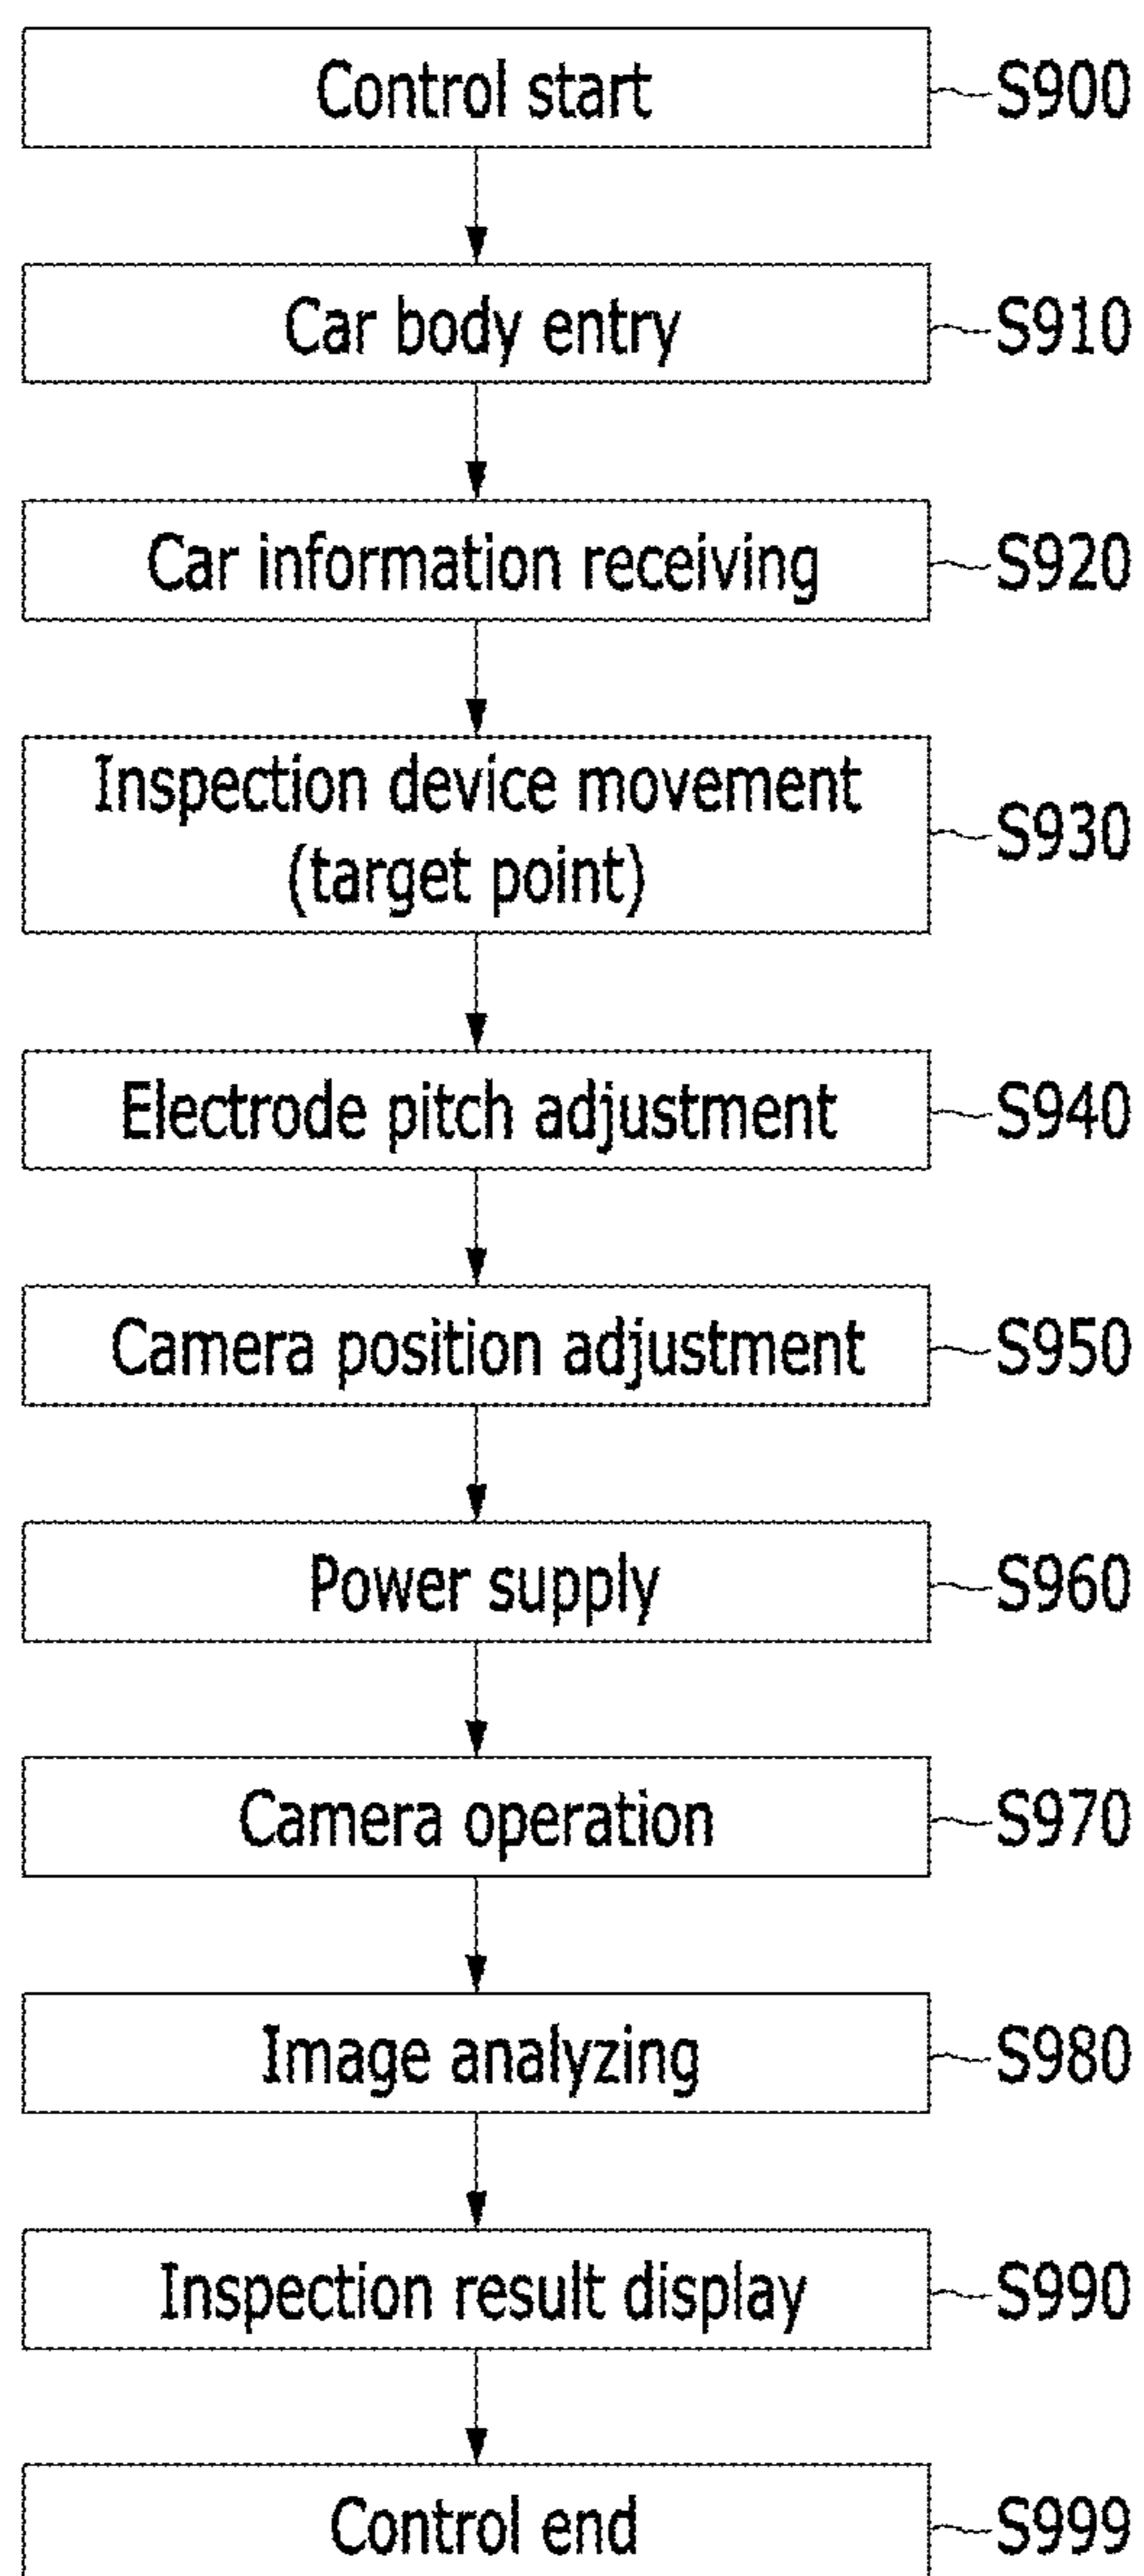 Control start S900
Car body entry S910
Car information receiving S920
Inspection device movement
(target point) S930
Electrode pitch adjustment S940
Camera position adjustment S950
Power supply S960
Camera operation S970
Image analyzing S980
Inspection result display S990
Control end S999